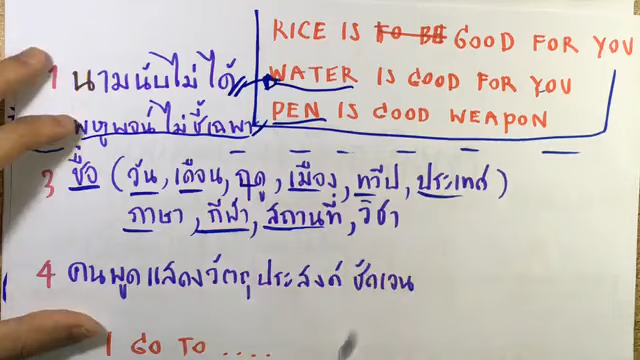 RICE IS TO BE GOOD FOR YOU
1 นามนับไม่ได้
WATER IS GOOD FOR YOU
พหูพจน์ไม่ชี้เฉพาะ
PEN IS GOOD WEAPON
3 ชื่อ (วัน, เดือน, ฤดู, เมือง, ทวีป, ประเทศ)
ภาษา, กีฬา, สถานที่, วิชา
4 คนพูดแสดงวัตถุประสงค์ ชัดเจน
I GO TO ....